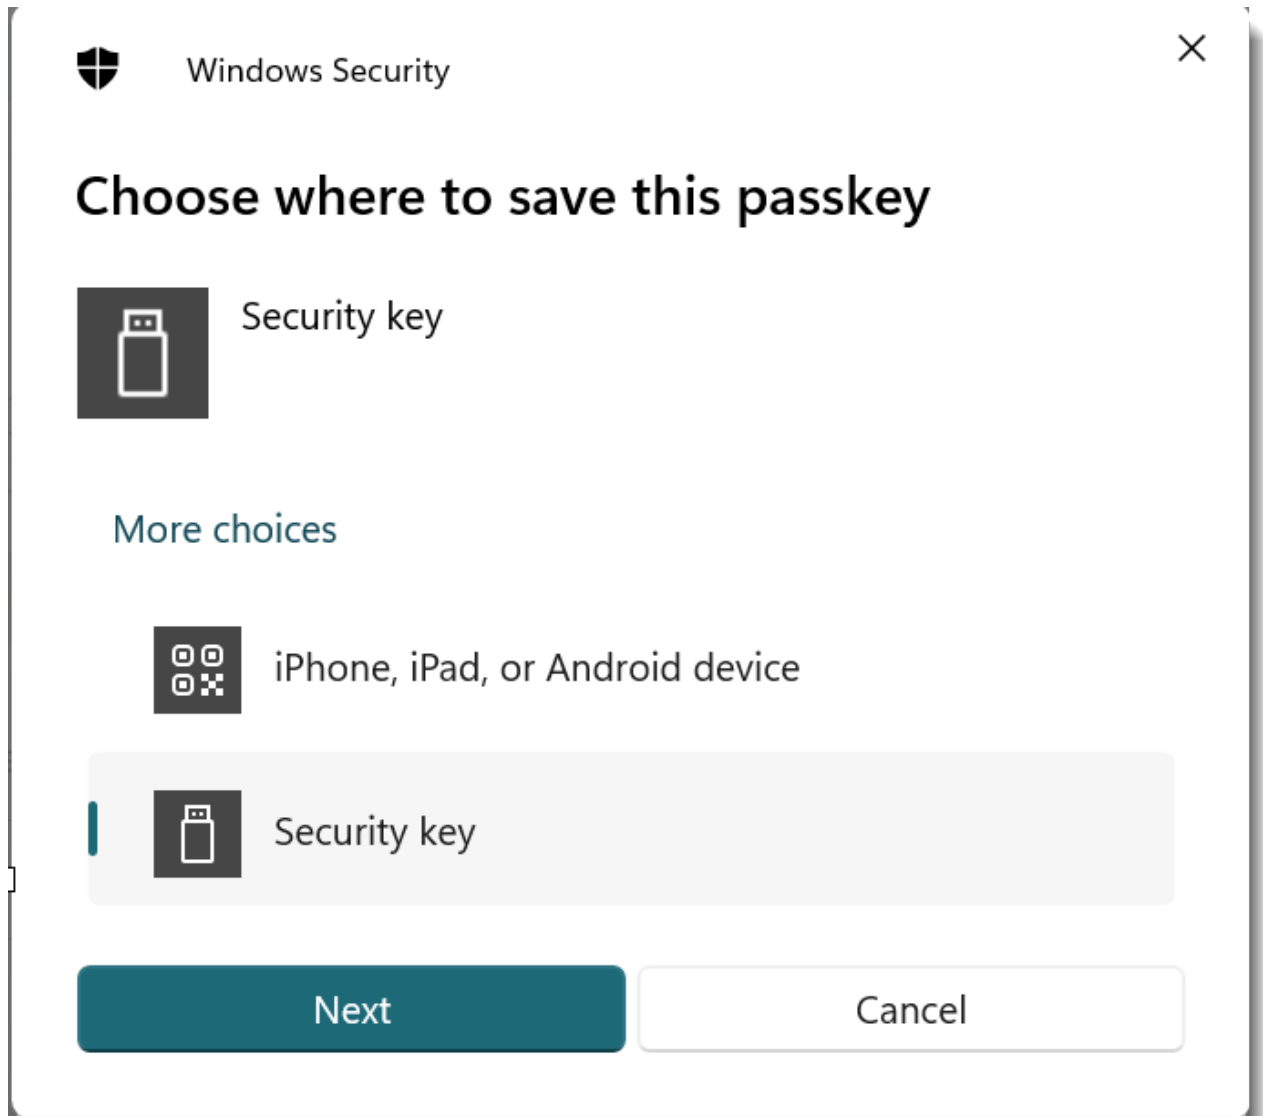 Windows Security
Choose where to save this passkey
Security key
More choices
iPhone, iPad, or Android device
Security key
Next
Cancel